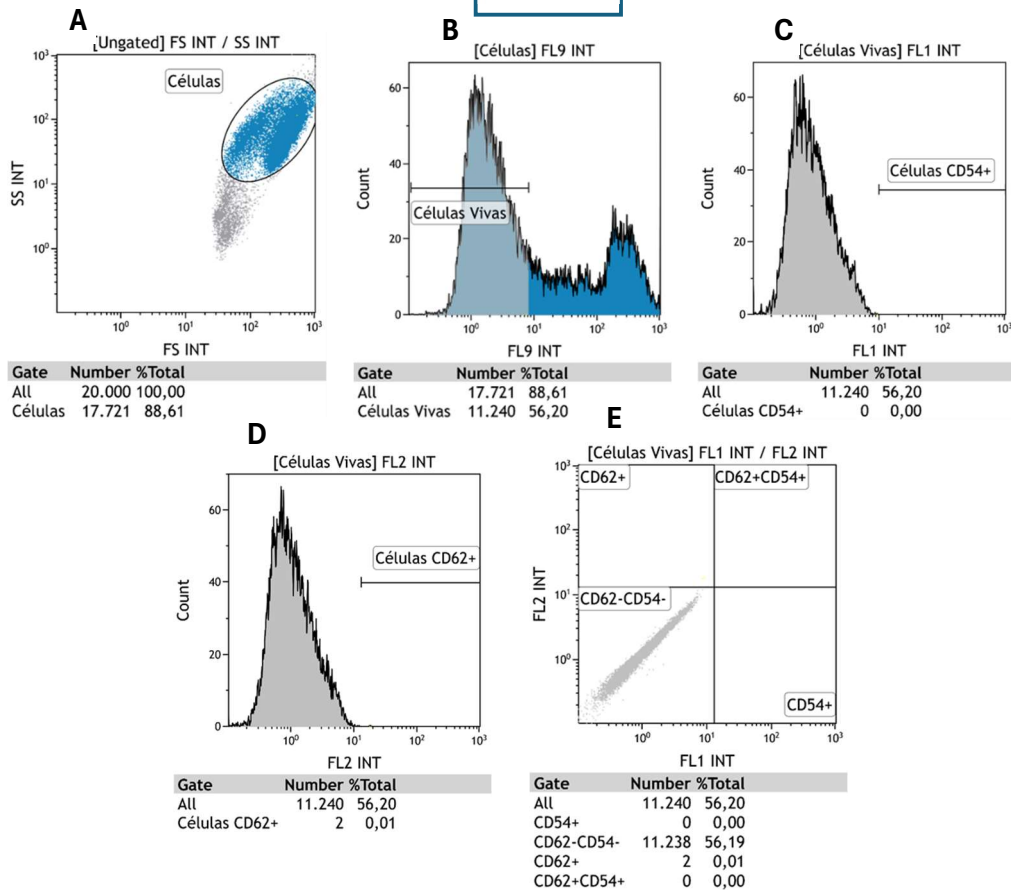 A
[Ungated] FS INT / SS INT
Células
10³
10²
10¹
10⁰
SS INT
10⁰ 10¹ 10² 10³
FS INT
Gate Number %Total
All 20.000 100,00
Células 17.721 88,61
B
[Células] FL9 INT
60
40
20
0
Count
Células Vivas
10⁰ 10¹ 10² 10³
FL9 INT
Gate Number %Total
All 17.721 88,61
Células Vivas 11.240 56,20
C
[Células Vivas] FL1 INT
60
40
20
0
Count
Células CD54+
10⁰ 10¹ 10² 10³
FL1 INT
Gate Number %Total
All 11.240 56,20
Células CD54+ 0 0,00
D
[Células Vivas] FL2 INT
60
40
20
0
Count
Células CD62+
10⁰ 10¹ 10² 10³
FL2 INT
Gate Number %Total
All 11.240 56,20
Células CD62+ 2 0,01
E
[Células Vivas] FL1 INT / FL2 INT
10³
10²
10¹
10⁰
FL2 INT
CD62+ CD62+CD54+
CD62-CD54-
CD54+
10⁰ 10¹ 10² 10³
FL1 INT
Gate Number %Total
All 11.240 56,20
CD54+ 0 0,00
CD62-CD54- 11.238 56,19
CD62+ 2 0,01
CD62+CD54+ 0 0,00